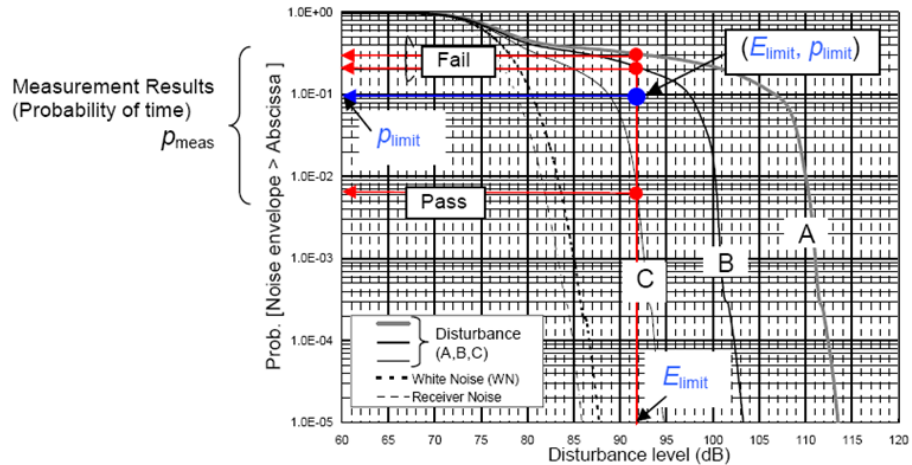 1.0E+00
Fail
(Elimit, plimit)
Measurement Results
(Probability of time)
pmeas
1.0E-01
plimit
1.0E-02
Pass
A
B
C
1.0E-03
Prob. [Noise envelope > Abscissa ]
Disturbance
(A,B,C)
White Noise (WN)
Receiver Noise
1.0E-04
Elimit
1.0E-05
60 65 70 75 80 85 90 95 100 105 110 115 120
Disturbance level (dB)